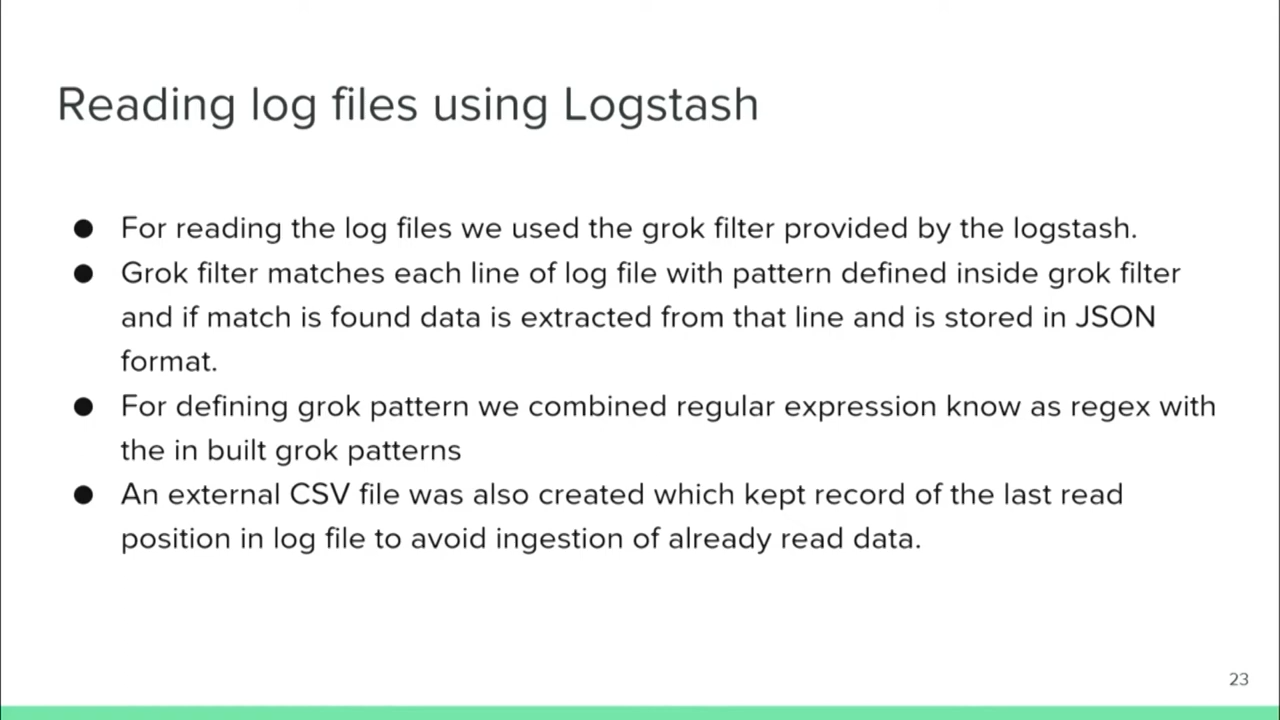 Reading log files using Logstash
● For reading the log files we used the grok filter provided by the logstash.
● Grok filter matches each line of log file with pattern defined inside grok filter
and if match is found data is extracted from that line and is stored in JSON
format.
● For defining grok pattern we combined regular expression know as regex with
the in built grok patterns
● An external CSV file was also created which kept record of the last read
position in log file to avoid ingestion of already read data.
23